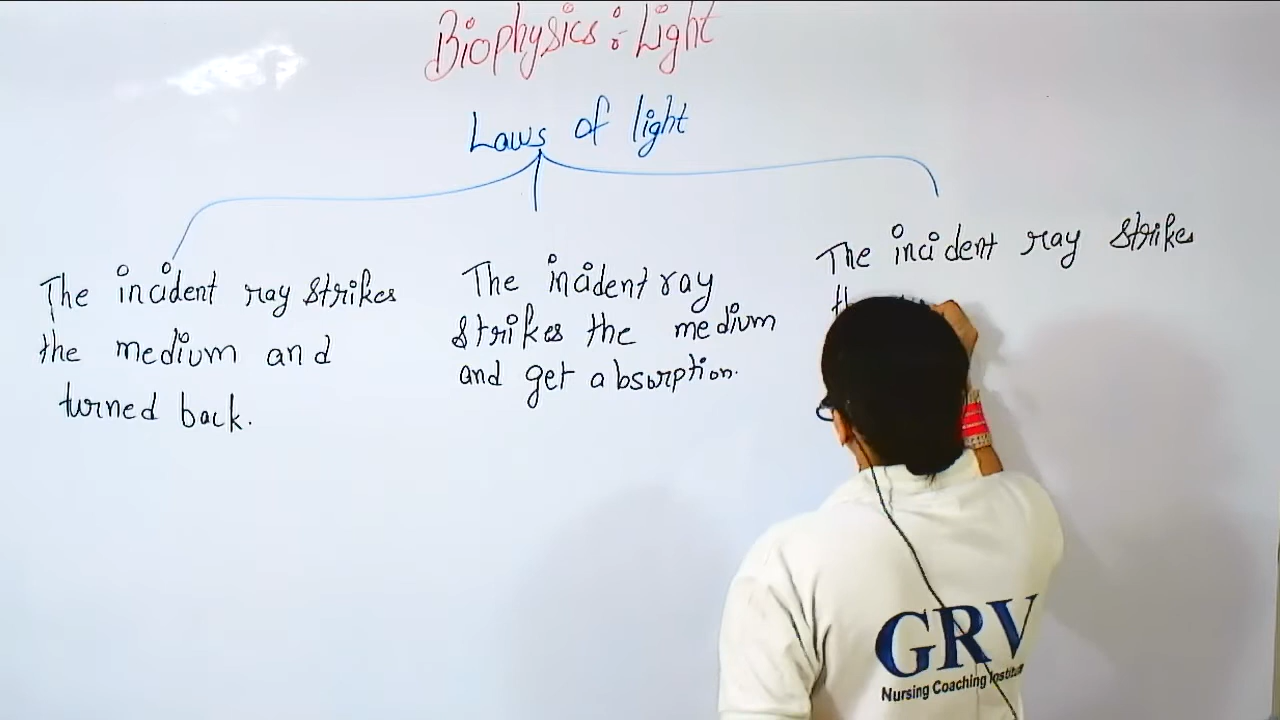 Biophysics : Light
Laws of light
The incident ray strikes
the medium and
turned back.
The incident ray
strikes the medium
and get absorption.
The incident ray strikes
GRV
Nursing Coaching Institute